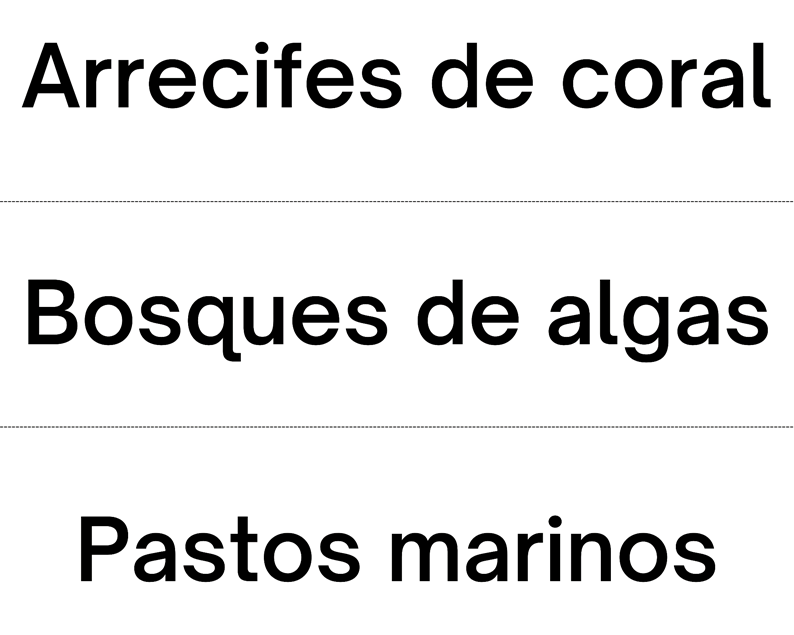 Arrecifes de coral
Bosques de algas
Pastos marinos